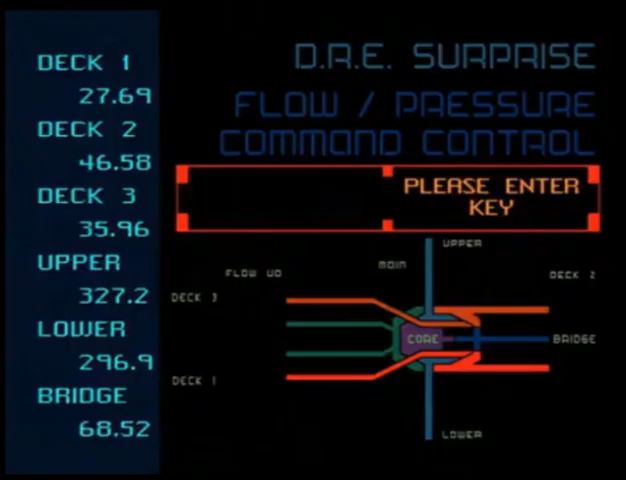 DECK 1
27.69
DECK 2
46.58
DECK 3
35.96
UPPER
327.2
LOWER
296.9
BRIDGE
68.52
D.R.E. SURPRISE
FLOW / PRESSURE
COMMAND CONTROL
PLEASE ENTER
KEY
UPPER
MAIN
FLOW VO
DECK 2
DECK 3
CORE
BRIDGE
DECK 1
LOWER